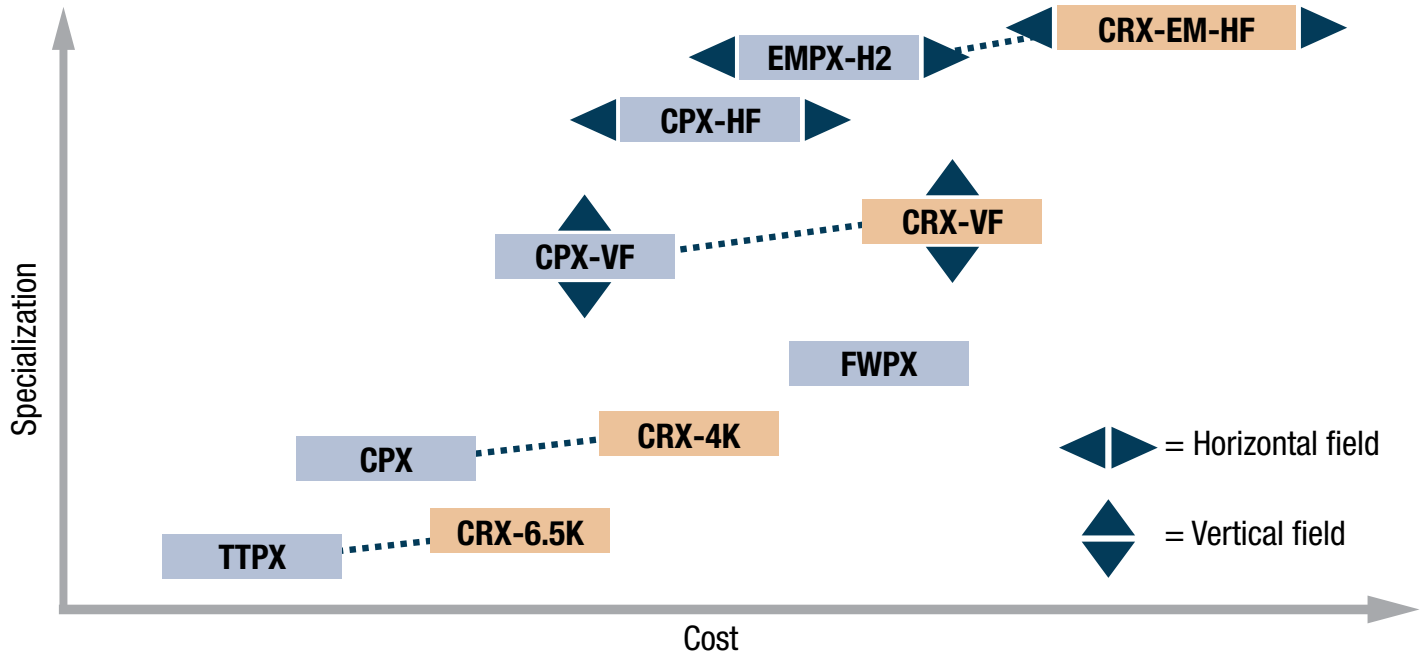 CRX-EM-HF
EMPX-H2
CPX-HF
CRX-VF
CPX-VF
FWPX
CRX-4K
CPX
CRX-6.5K
TTPX
= Horizontal field
= Vertical field
Specialization
Cost